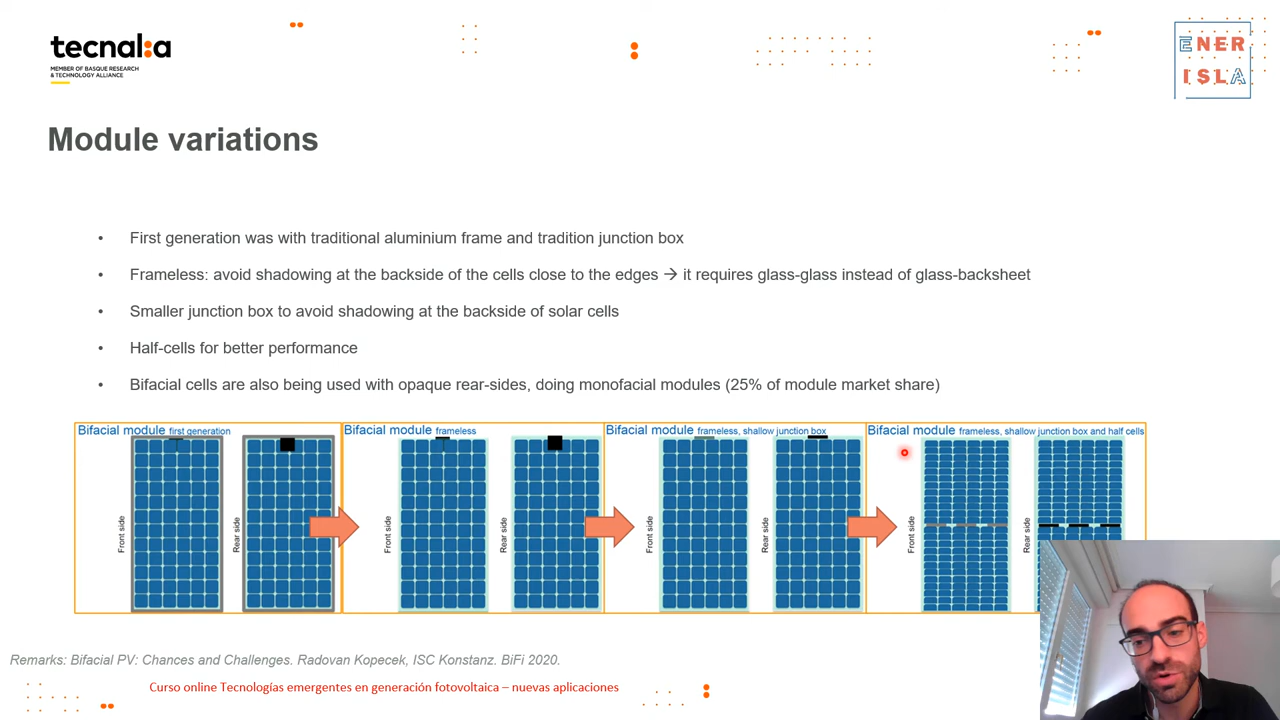 tecnal:a
MEMBER OF BASQUE RESEARCH
& TECHNOLOGY ALLIANCE
ENER
ISLA
Module variations
• First generation was with traditional aluminium frame and tradition junction box
• Frameless: avoid shadowing at the backside of the cells close to the edges → it requires glass-glass instead of glass-backsheet
• Smaller junction box to avoid shadowing at the backside of solar cells
• Half-cells for better performance
• Bifacial cells are also being used with opaque rear-sides, doing monofacial modules (25% of module market share)
Bifacial module first generation
Front side
Rear side
Bifacial module frameless
Front side
Rear side
Bifacial module frameless, shallow junction box
Front side
Rear side
Bifacial module frameless, shallow junction box and half cells
Front side
Rear side
Remarks: Bifacial PV: Chances and Challenges. Radovan Kopecek, ISC Konstanz. BiFi 2020.
Curso online Tecnologías emergentes en generación fotovoltaica – nuevas aplicaciones